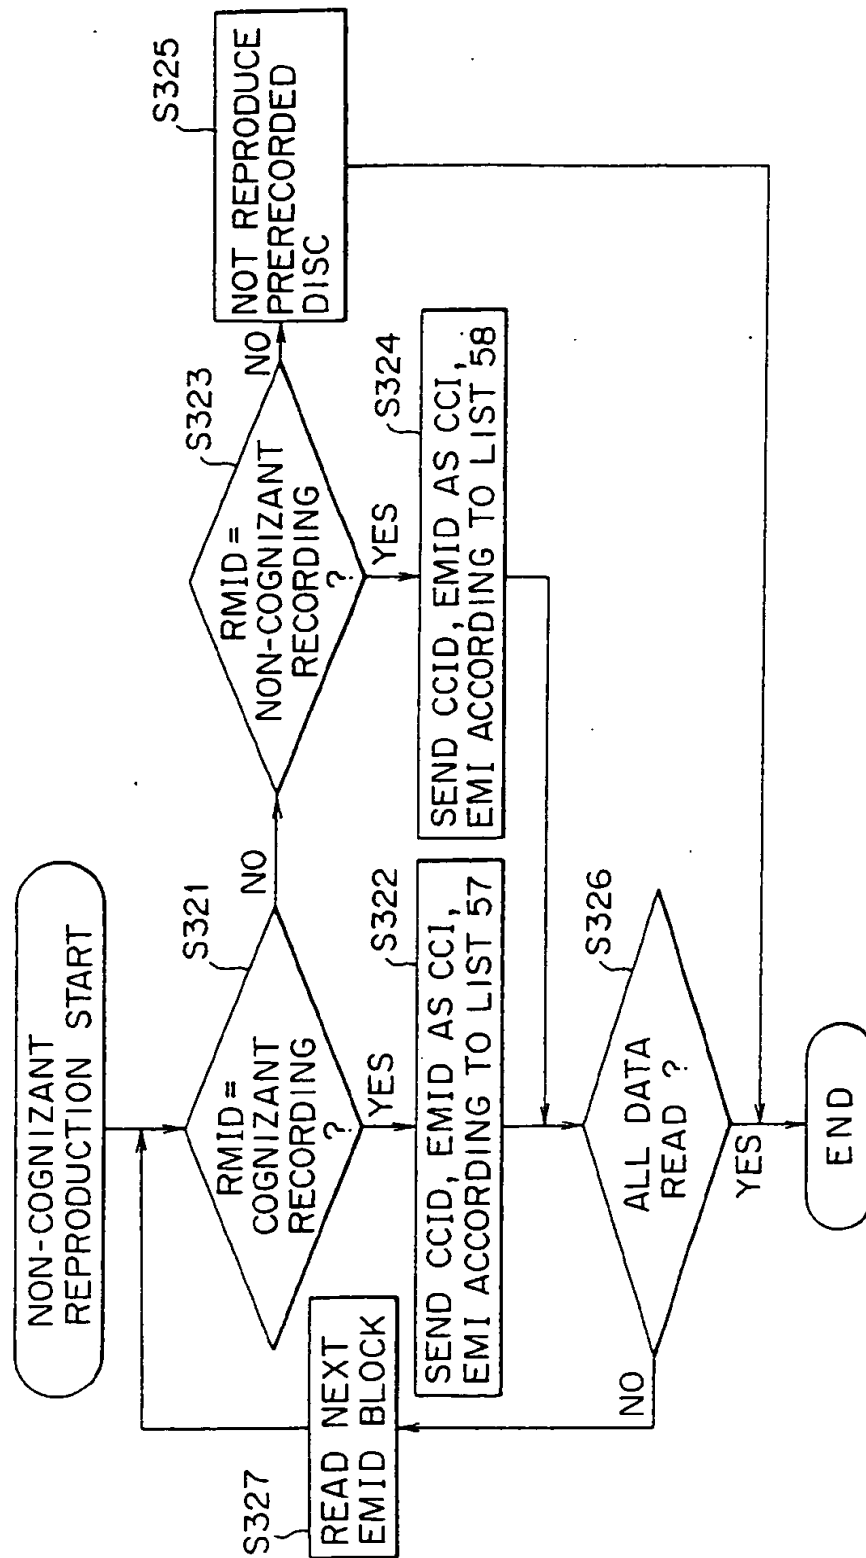 NON-COGNIZANT
REPRODUCTION START
S321
RMID=
COGNIZANT
RECORDING
?
NO
YES
S323
RMID=
NON-COGNIZANT
RECORDING
?
NO
YES
S325
NOT REPRODUCE
PRERECORDED
DISC
S322
SEND CCID, EMID AS CCI,
EMI ACCORDING TO LIST 57
S324
SEND CCID, EMID AS CCI,
EMI ACCORDING TO LIST 58
S326
ALL DATA
READ ?
NO
YES
S327
READ NEXT
EMID BLOCK
END